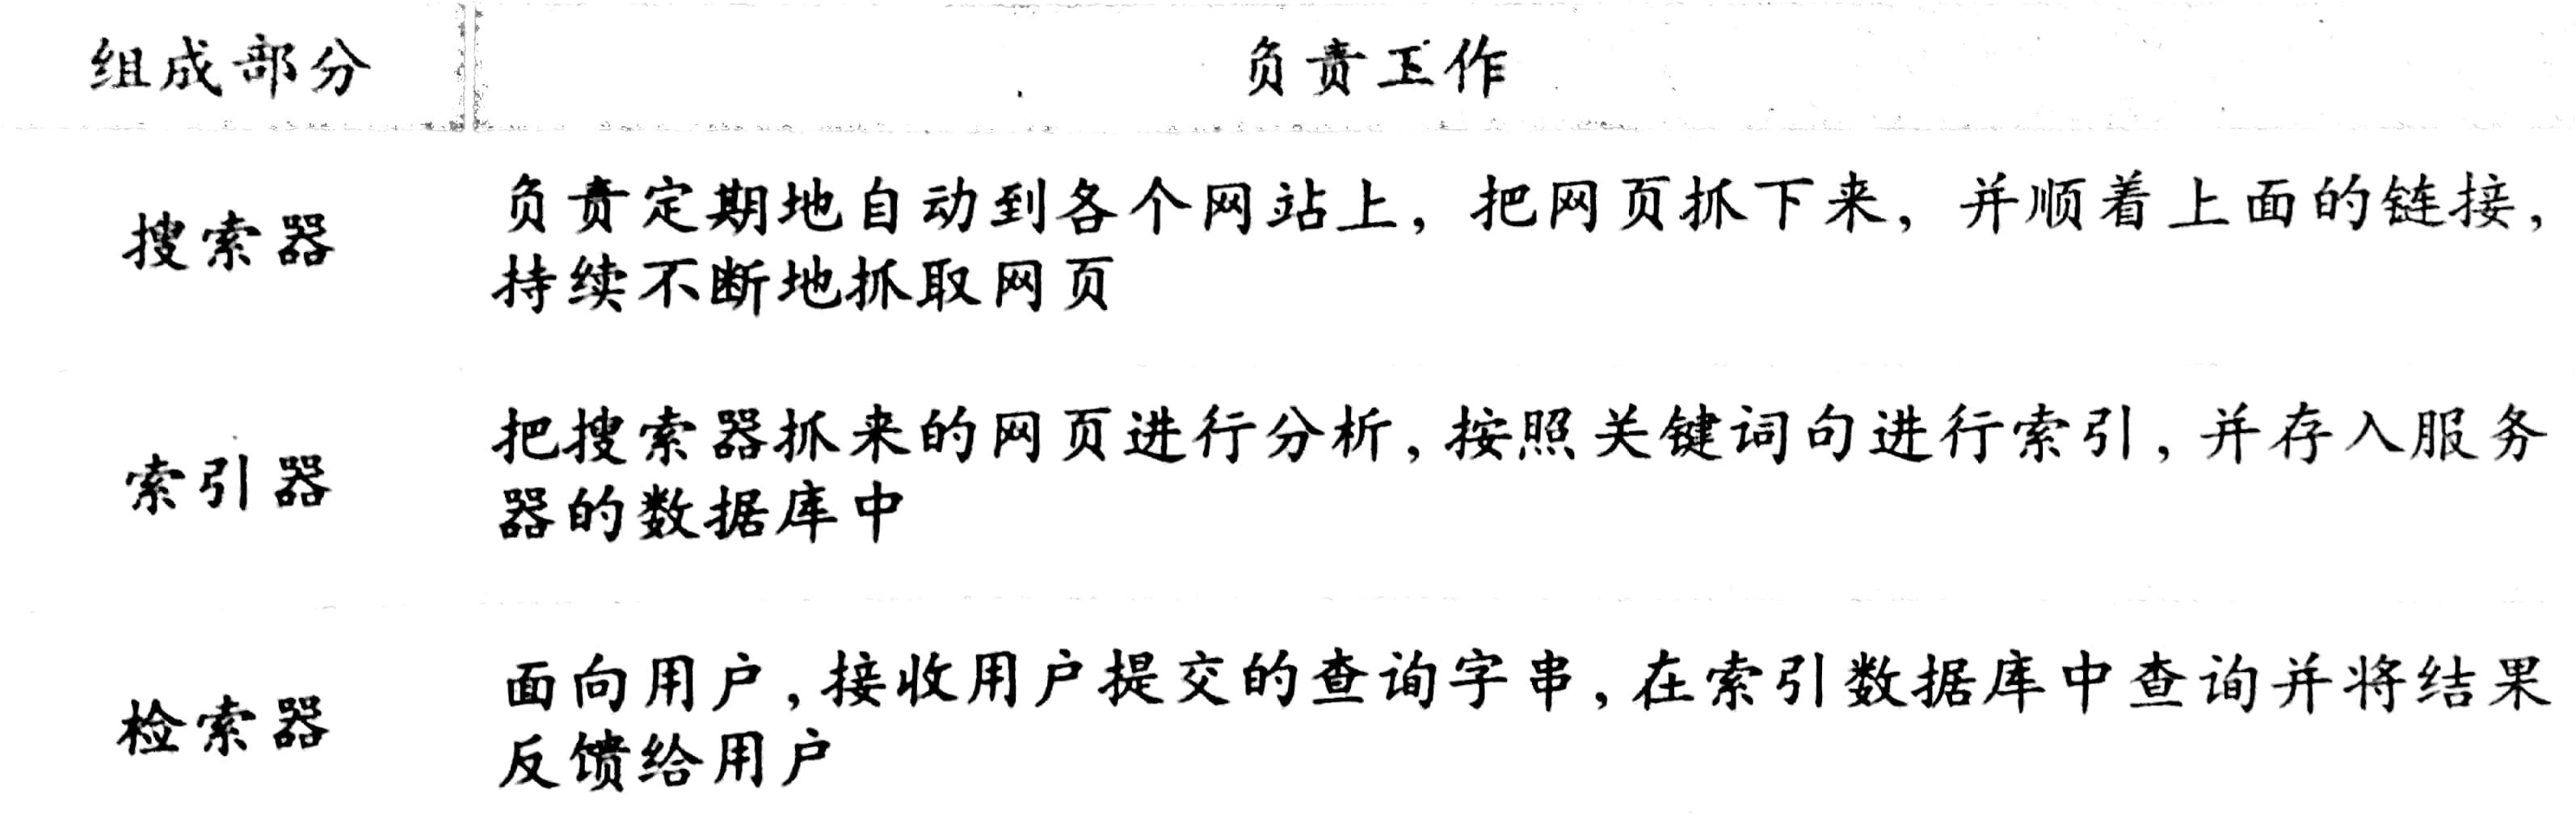 组成部分 负责工作
搜索器
负责定期地自动到各个网站上，把网页抓下来，并顺着上面的链接，
持续不断地抓取网页
索引器
把搜索器抓来的网页进行分析，按照关键词句进行索引，并存入服务
器的数据库中
检索器
面向用户，接收用户提交的查询字串，在索引数据库中查询并将结果
反馈给用户